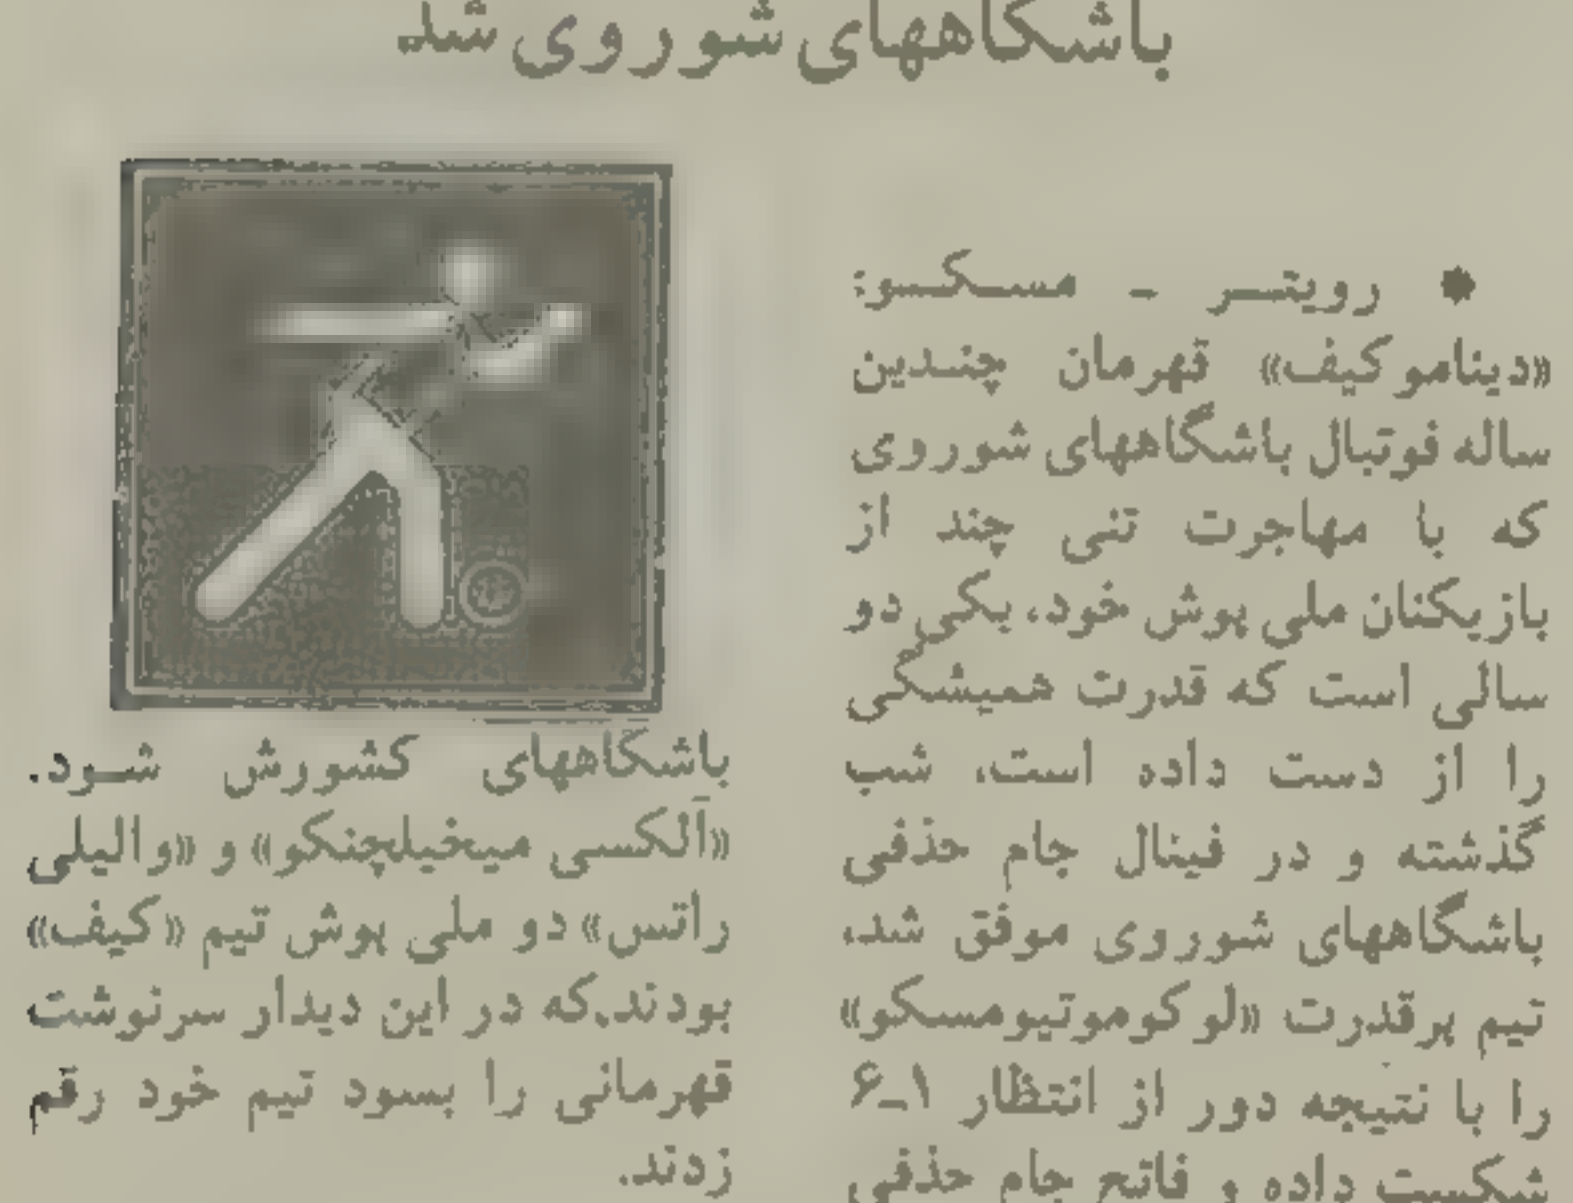 باشگاههای شوروی شد
* رویتـر - مسـکـو:
«دیناموکیف» قهرمان چنـدین
ساله فوتبال باشگاههای شوروی
که با مهاجرت تنی چند از
بازیکنان ملی پوش خود، یکی دو
سالی است که قدرت همیشگی
را از دست داده است، شب
گذشته و در فینال جام حذفی
باشگاههای شوروی موفق شد،
تیم پرقدرت «لوکوموتیومسکو»
را با نتیجه دور از انتظار ۱ـ۶
شکست داده و فاتح جام حذفی
باشگاههای کشورش شـود.
«آلکسی میخیلچنکو» و «والیلی
راتس» دو ملی پوش تیم «کیف»
بودند.که در این دیدار سرنوشت
قهرمانی را بسود تیم خود رقم
زدند.